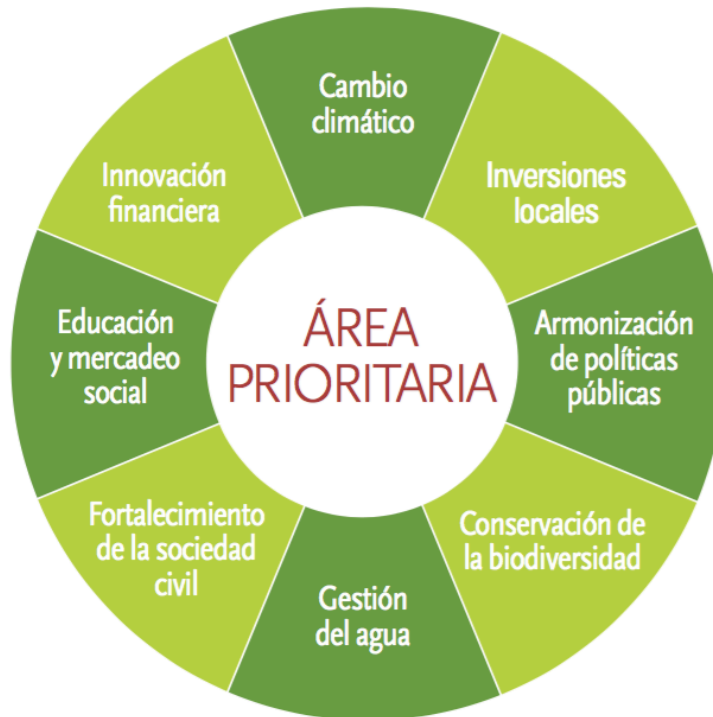 Cambio
climático
Inversiones
locales
Armonización
de políticas
públicas
Conservación de
la biodiversidad
Gestión
del agua
Fortalecimiento
de la sociedad
civil
Educación
y mercadeo
social
Innovación
financiera
ÁREA
PRIORITARIA